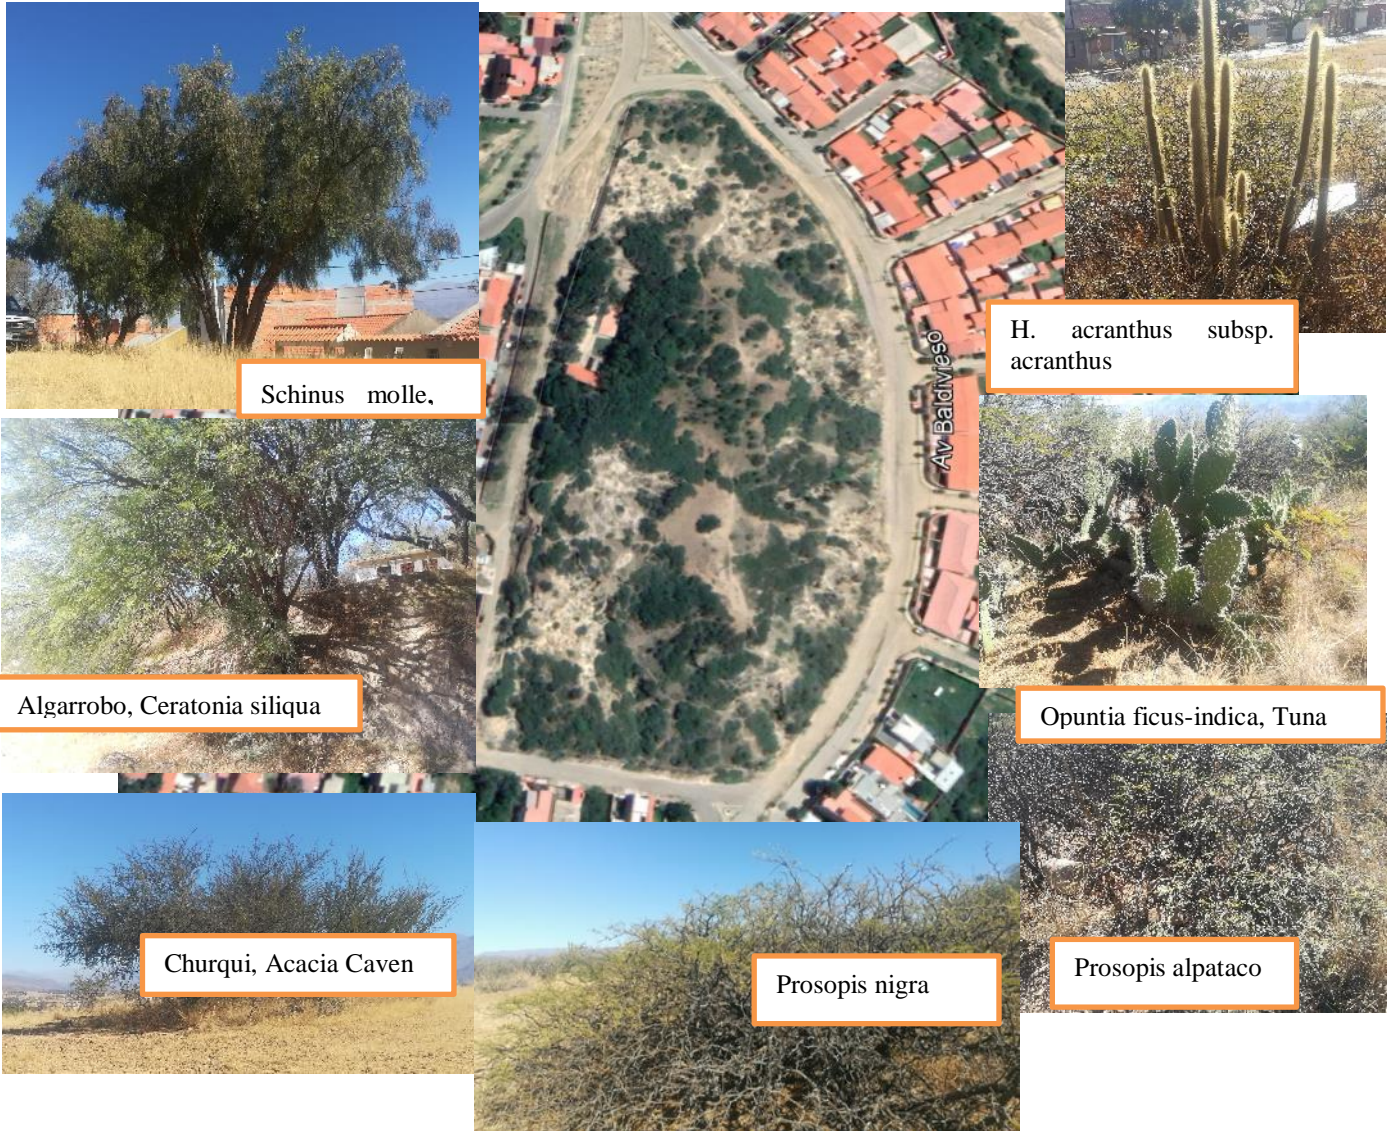 H. acranthus subsp.
acranthus
Av Baldivieso
Schinus molle,
Algarrobo, Ceratonia siliqua
Opuntia ficus-indica, Tuna
Churqui, Acacia Caven
Prosopis nigra
Prosopis alpataco